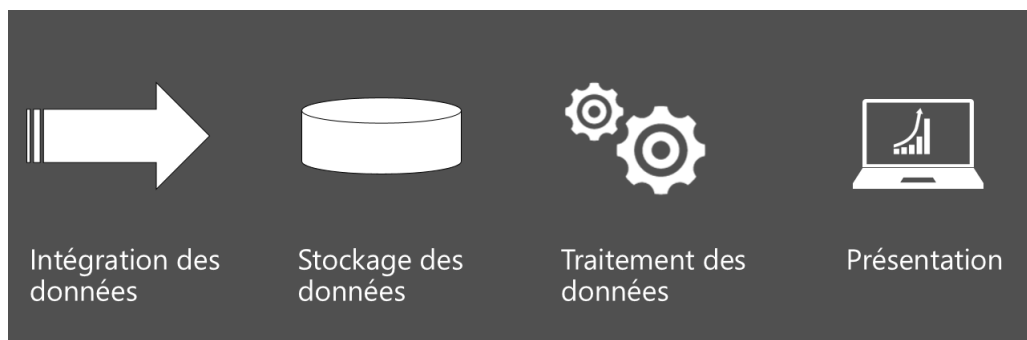 Intégration des
données
Stockage des
données
Traitement des
données
Présentation